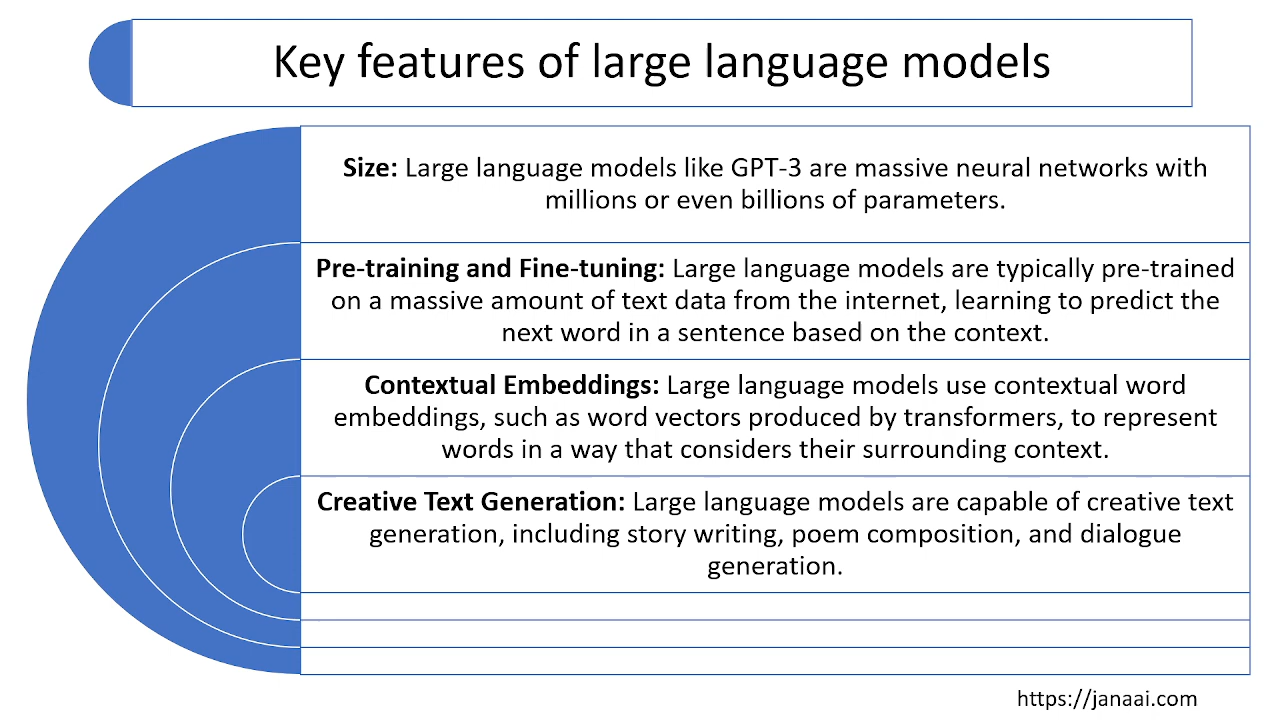 Key features of large language models
Size: Large language models like GPT-3 are massive neural networks with
millions or even billions of parameters.
Pre-training and Fine-tuning: Large language models are typically pre-trained
on a massive amount of text data from the internet, learning to predict the
next word in a sentence based on the context.
Contextual Embeddings: Large language models use contextual word
embeddings, such as word vectors produced by transformers, to represent
words in a way that considers their surrounding context.
Creative Text Generation: Large language models are capable of creative text
generation, including story writing, poem composition, and dialogue
generation.
https://janaai.com